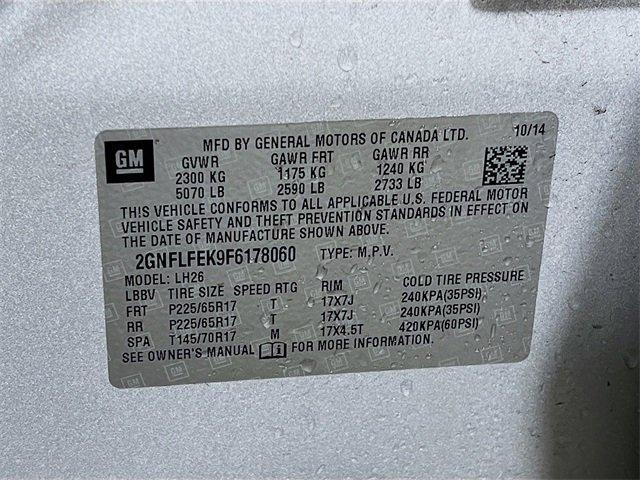 MFD BY GENERAL MOTORS OF CANADA LTD. 10/14
GM
GVWR GAWR FRT GAWR RR
2300 KG 1175 KG 1240 KG
5070 LB 2590 LB 2733 LB
THIS VEHICLE CONFORMS TO ALL APPLICABLE U.S. FEDERAL MOTOR
VEHICLE SAFETY AND THEFT PREVENTION STANDARDS IN EFFECT ON
THE DATE OF MANUFACTURE SHOWN ABOVE.
2GNFLFEK9F6178060 TYPE: M.P.V.
MODEL: LH26
LBBV TIRE SIZE SPEED RTG RIM COLD TIRE PRESSURE
FRT P225/65R17 T 17X7J 240KPA(35PSI)
RR P225/65R17 T 17X7J 240KPA(35PSI)
SPA T145/70R17 M 17X4.5T 420KPA(60PSI)
SEE OWNER'S MANUAL i FOR MORE INFORMATION.